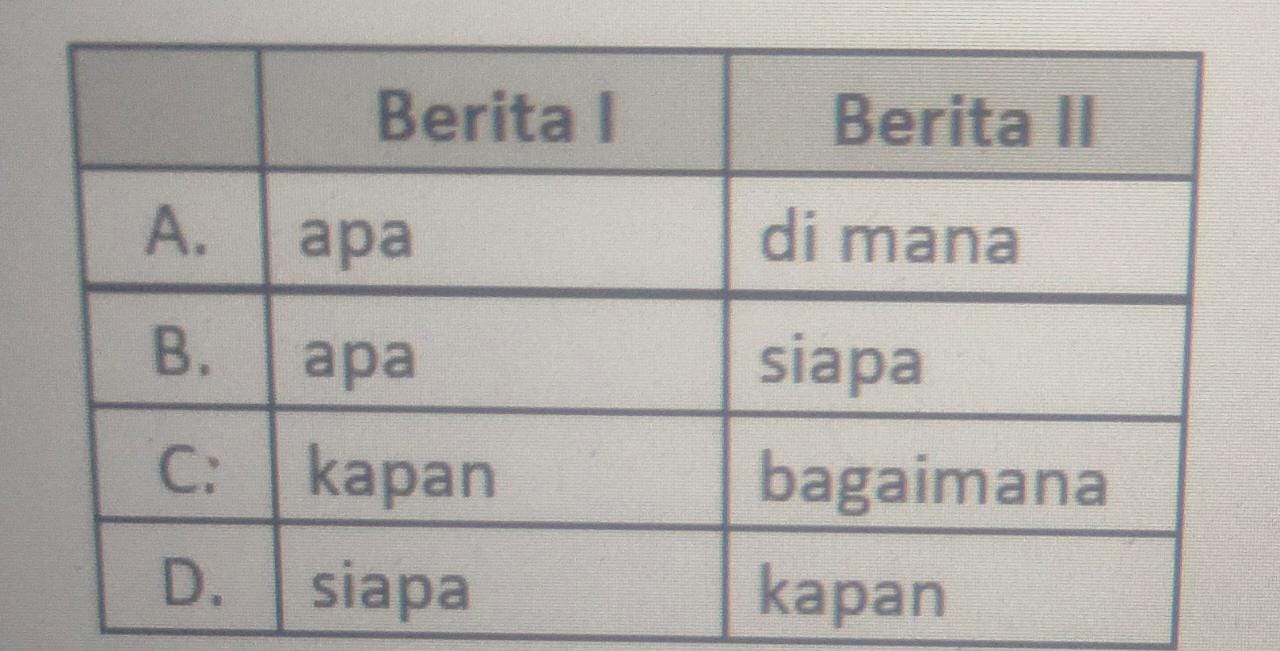 Berita I Berita II
A. apa di mana
B. apa siapa
C: kapan bagaimana
D. siapa kapan